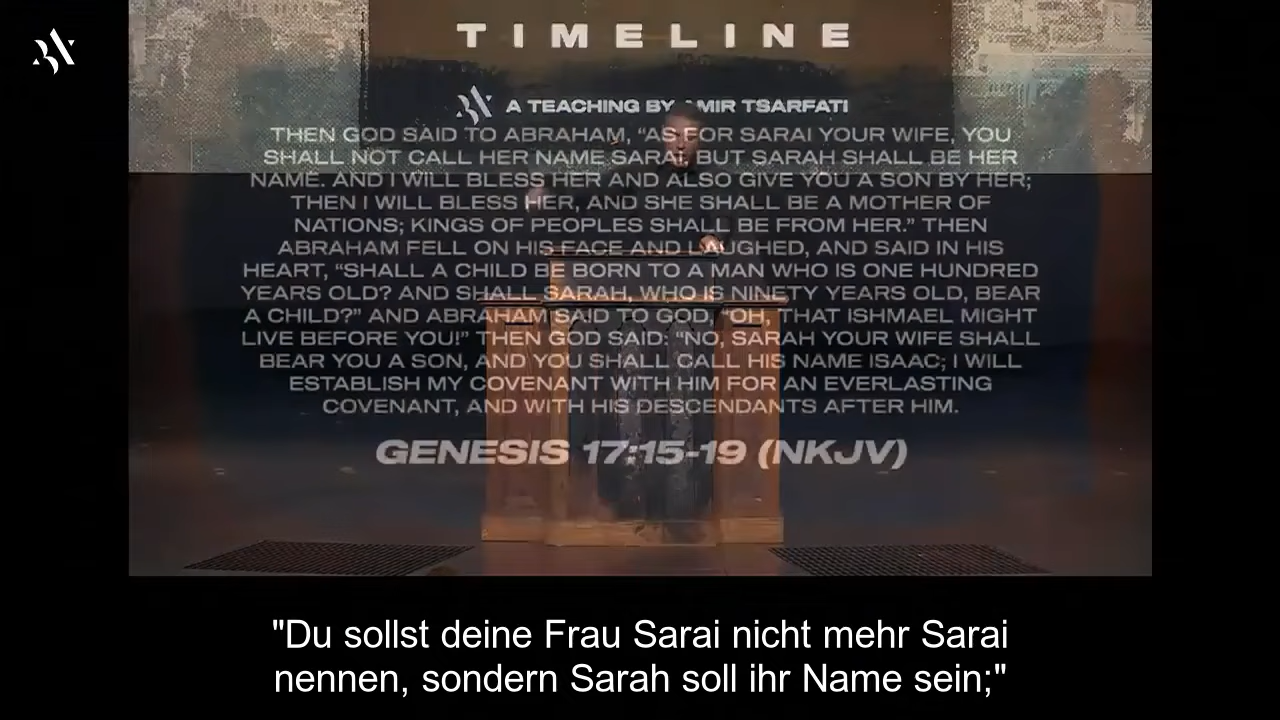 TIMELINE
A TEACHING BY AMIR TSARFATI
THEN GOD SAID TO ABRAHAM, “AS FOR SARAI YOUR WIFE, YOU
SHALL NOT CALL HER NAME SARAI, BUT SARAH SHALL BE HER
NAME. AND I WILL BLESS HER AND ALSO GIVE YOU A SON BY HER;
THEN I WILL BLESS HER, AND SHE SHALL BE A MOTHER OF
NATIONS; KINGS OF PEOPLES SHALL BE FROM HER.” THEN
ABRAHAM FELL ON HIS FACE AND LAUGHED, AND SAID IN HIS
HEART, “SHALL A CHILD BE BORN TO A MAN WHO IS ONE HUNDRED
YEARS OLD? AND SHALL SARAH, WHO IS NINETY YEARS OLD, BEAR
A CHILD?” AND ABRAHAM SAID TO GOD, “OH, THAT ISHMAEL MIGHT
LIVE BEFORE YOU!” THEN GOD SAID: “NO, SARAH YOUR WIFE SHALL
BEAR YOU A SON, AND YOU SHALL CALL HIS NAME ISAAC; I WILL
ESTABLISH MY COVENANT WITH HIM FOR AN EVERLASTING
COVENANT, AND WITH HIS DESCENDANTS AFTER HIM.
GENESIS 17:15-19 (NKJV)
"Du sollst deine Frau Sarai nicht mehr Sarai
nennen, sondern Sarah soll ihr Name sein;"